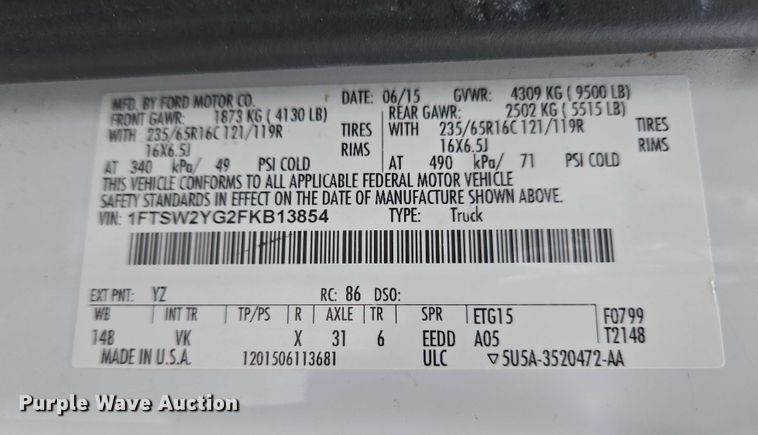 MFD. BY FORD MOTOR CO. DATE: 06/15 GVWR: 4309 KG ( 9500 LB)
FRONT GAWR: 1873 KG ( 4130 LB) REAR GAWR: 2502 KG ( 5515 LB)
WITH 235/65R16C 121/119R TIRES WITH 235/65R16C 121/119R TIRES
16X6.5J RIMS 16X6.5J RIMS
AT 340 kPa/ 49 PSI COLD AT 490 kPa/ 71 PSI COLD
THIS VEHICLE CONFORMS TO ALL APPLICABLE FEDERAL MOTOR VEHICLE
SAFETY STANDARDS IN EFFECT ON THE DATE OF MANUFACTURE SHOWN ABOVE.
VIN: 1FTSW2YG2FKB13854 TYPE: Truck
EXT PNT: YZ RC: 86 DSO:
WB INT TR TP/PS R AXLE TR SPR ETG15 F0799
148 VK X 31 6 EEDD A05 T2148
MADE IN U.S.A. 1201506113681 ULC ▽5U5A-3520472-AA
Purple Wave Auction